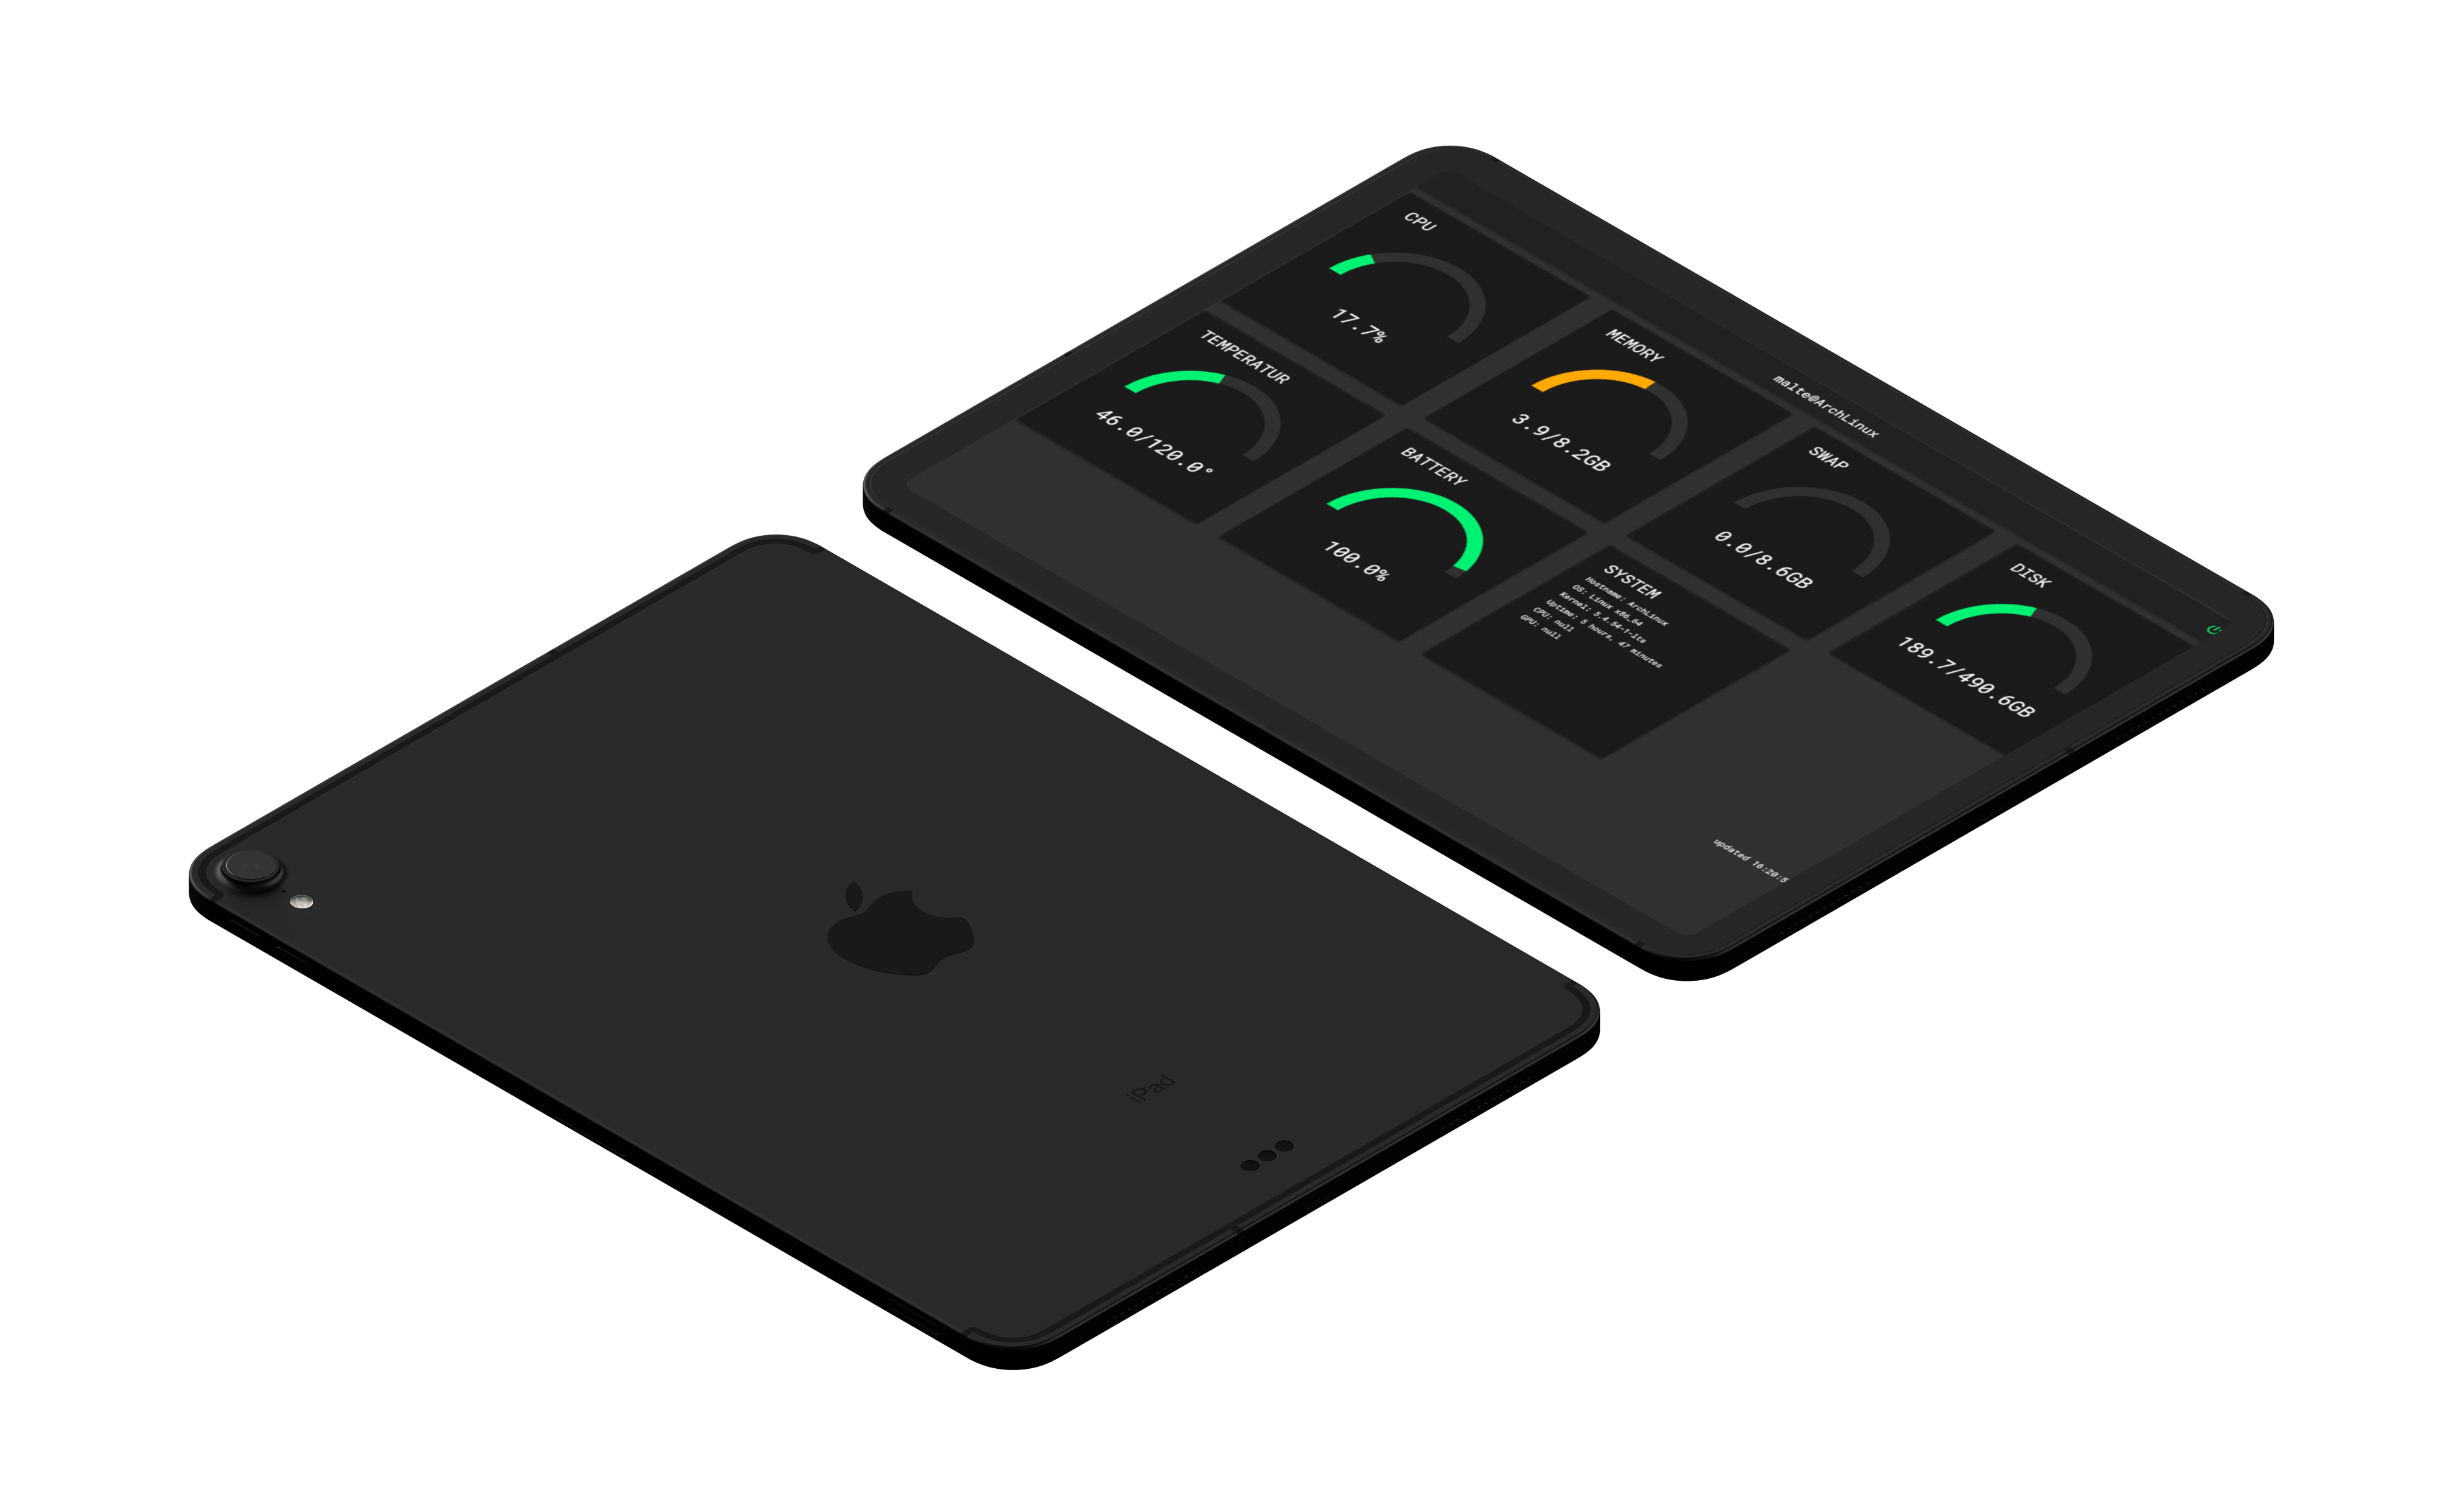 malte@ArchLinux
CPU
17.7%
MEMORY
3.9/8.2GB
SWAP
0.0/8.6GB
DISK
189.7/490.6GB
TEMPERATUR
46.0/120.0°
BATTERY
100.0%
SYSTEM
Hostname: ArchLinux
OS: Linux x86_64
Kernel: 5.4.54-1-lts
Uptime: 5 hours, 47 minutes
CPU: null
GPU: null
updated 16:20:5
iPad